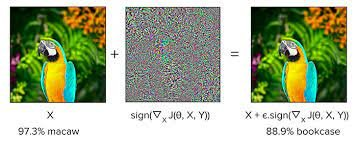 + =
X sign(∇ₓ J(θ, X, Y)) X + ϵ.sign(∇ₓ J(θ, X, Y))
97.3% macaw 88.9% bookcase